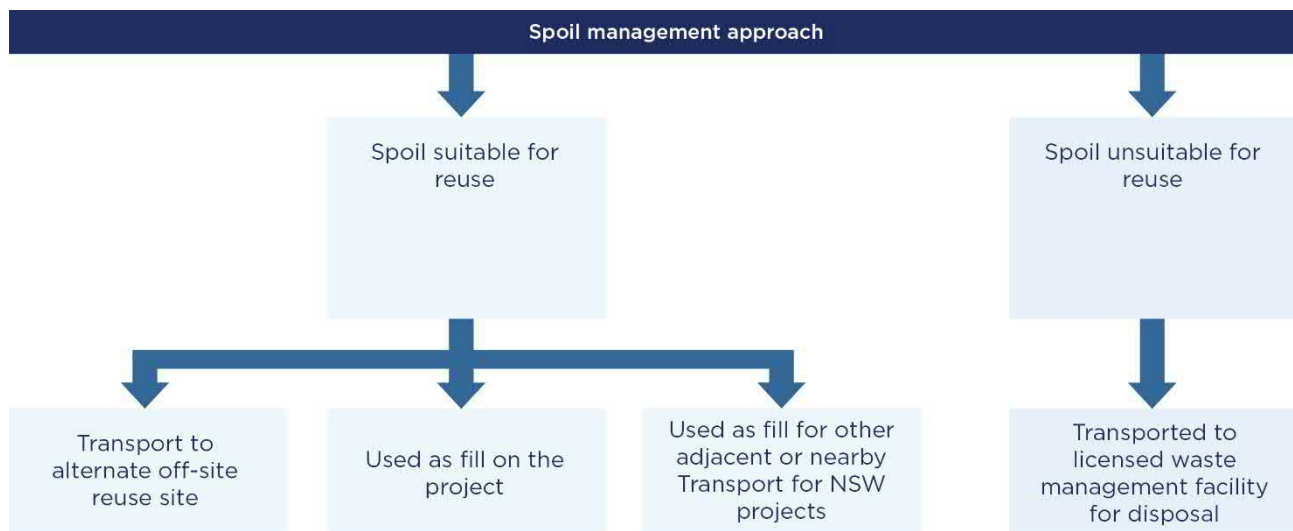 Spoil management approach
Spoil suitable for
reuse
Spoil unsuitable for
reuse
Transport to
alternate off-site
reuse site
Used as fill on the
project
Used as fill for other
adjacent or nearby
Transport for NSW
projects
Transported to
licensed waste
management facility
for disposal